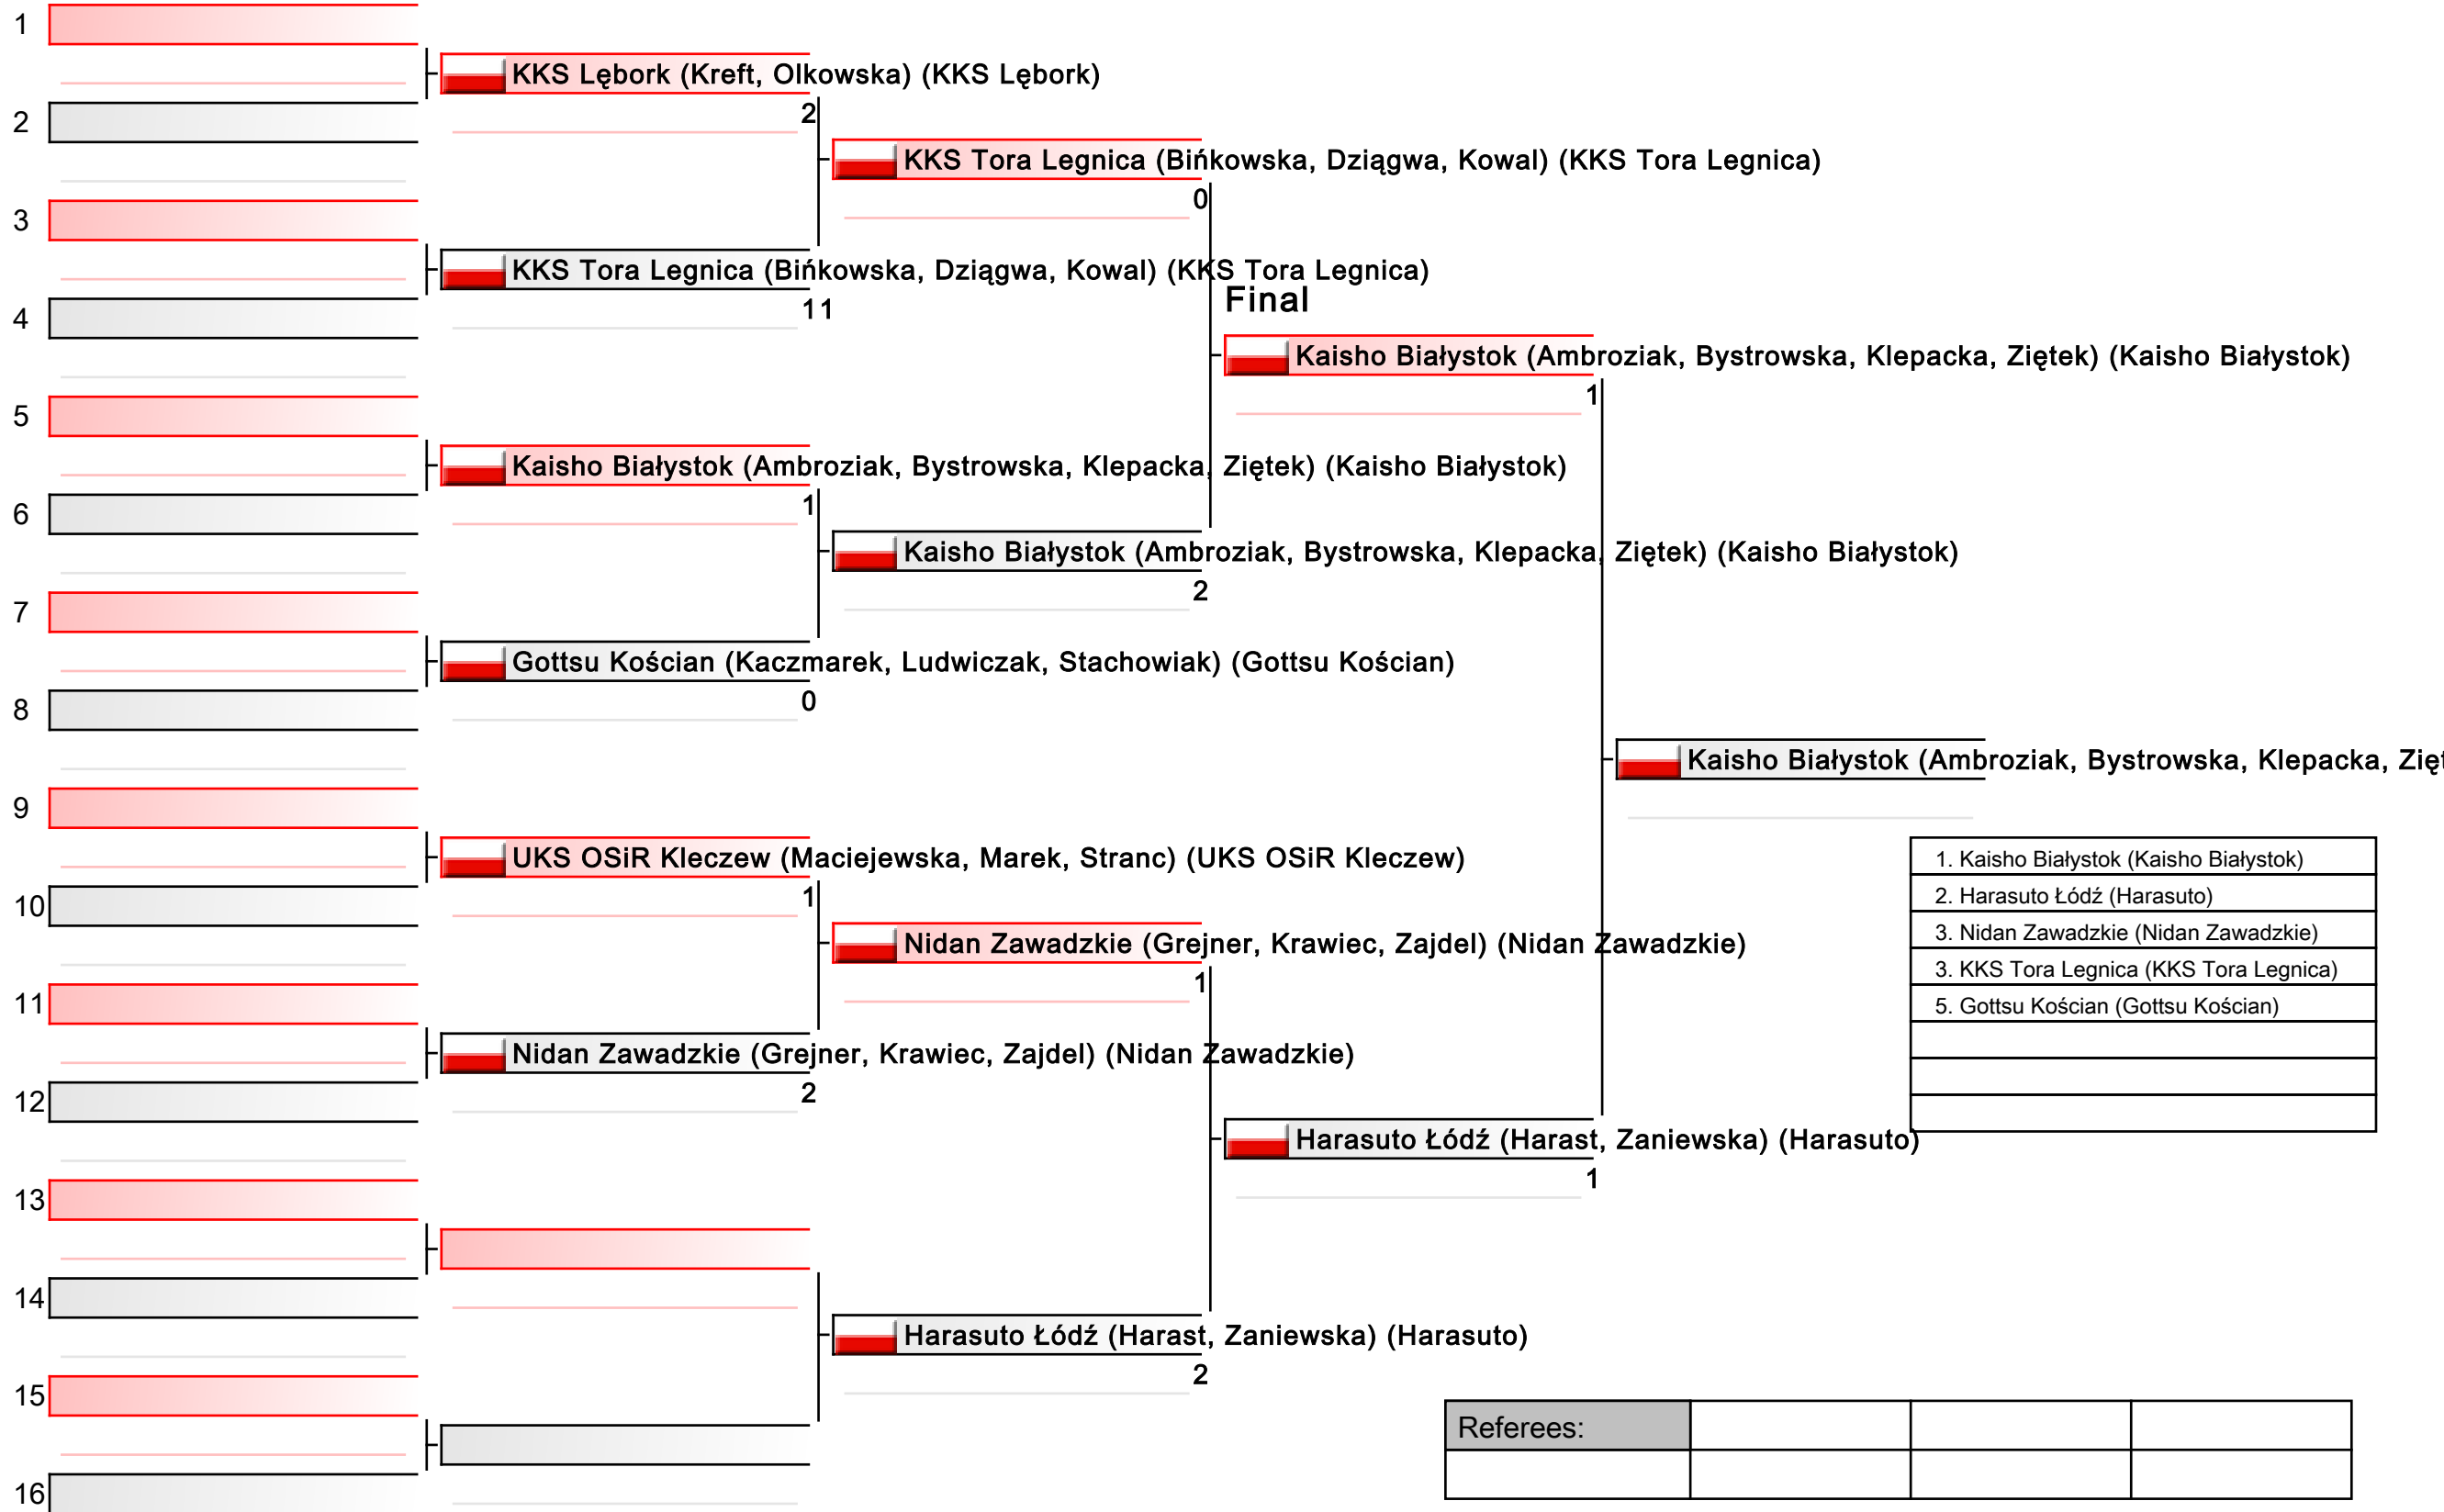 1
KKS Lębork (Kreft, Olkowska) (KKS Lębork)
2
2
KKS Tora Legnica (Bińkowska, Dziągwa, Kowal) (KKS Tora Legnica)
0
3
KKS Tora Legnica (Bińkowska, Dziągwa, Kowal) (KKS Tora Legnica)
11
Final
4
Kaisho Białystok (Ambroziak, Bystrowska, Klepacka, Ziętek) (Kaisho Białystok)
1
5
Kaisho Białystok (Ambroziak, Bystrowska, Klepacka, Ziętek) (Kaisho Białystok)
1
6
Kaisho Białystok (Ambroziak, Bystrowska, Klepacka, Ziętek) (Kaisho Białystok)
2
7
Gottsu Kościan (Kaczmarek, Ludwiczak, Stachowiak) (Gottsu Kościan)
0
8
Kaisho Białystok (Ambroziak, Bystrowska, Klepacka, Zięt
9
UKS OSiR Kleczew (Maciejewska, Marek, Stranc) (UKS OSiR Kleczew)
1
1. Kaisho Białystok (Kaisho Białystok)
2. Harasuto Łódź (Harasuto)
3. Nidan Zawadzkie (Nidan Zawadzkie)
3. KKS Tora Legnica (KKS Tora Legnica)
5. Gottsu Kościan (Gottsu Kościan)
10
Nidan Zawadzkie (Grejner, Krawiec, Zajdel) (Nidan Zawadzkie)
1
11
Nidan Zawadzkie (Grejner, Krawiec, Zajdel) (Nidan Zawadzkie)
2
12
Harasuto Łódź (Harast, Zaniewska) (Harasuto)
1
13
14
Harasuto Łódź (Harast, Zaniewska) (Harasuto)
2
15
Referees:
16